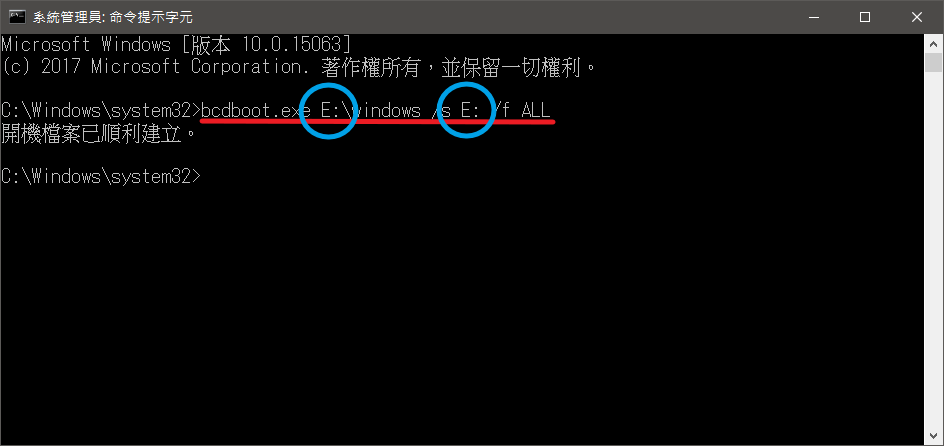 系統管理員: 命令提示字元
Microsoft Windows [版本 10.0.15063]
(c) 2017 Microsoft Corporation. 著作權所有，並保留一切權利。
C:\Windows\system32>bcdboot.exe E:\windows /s E: /f ALL
開機檔案已順利建立。
C:\Windows\system32>